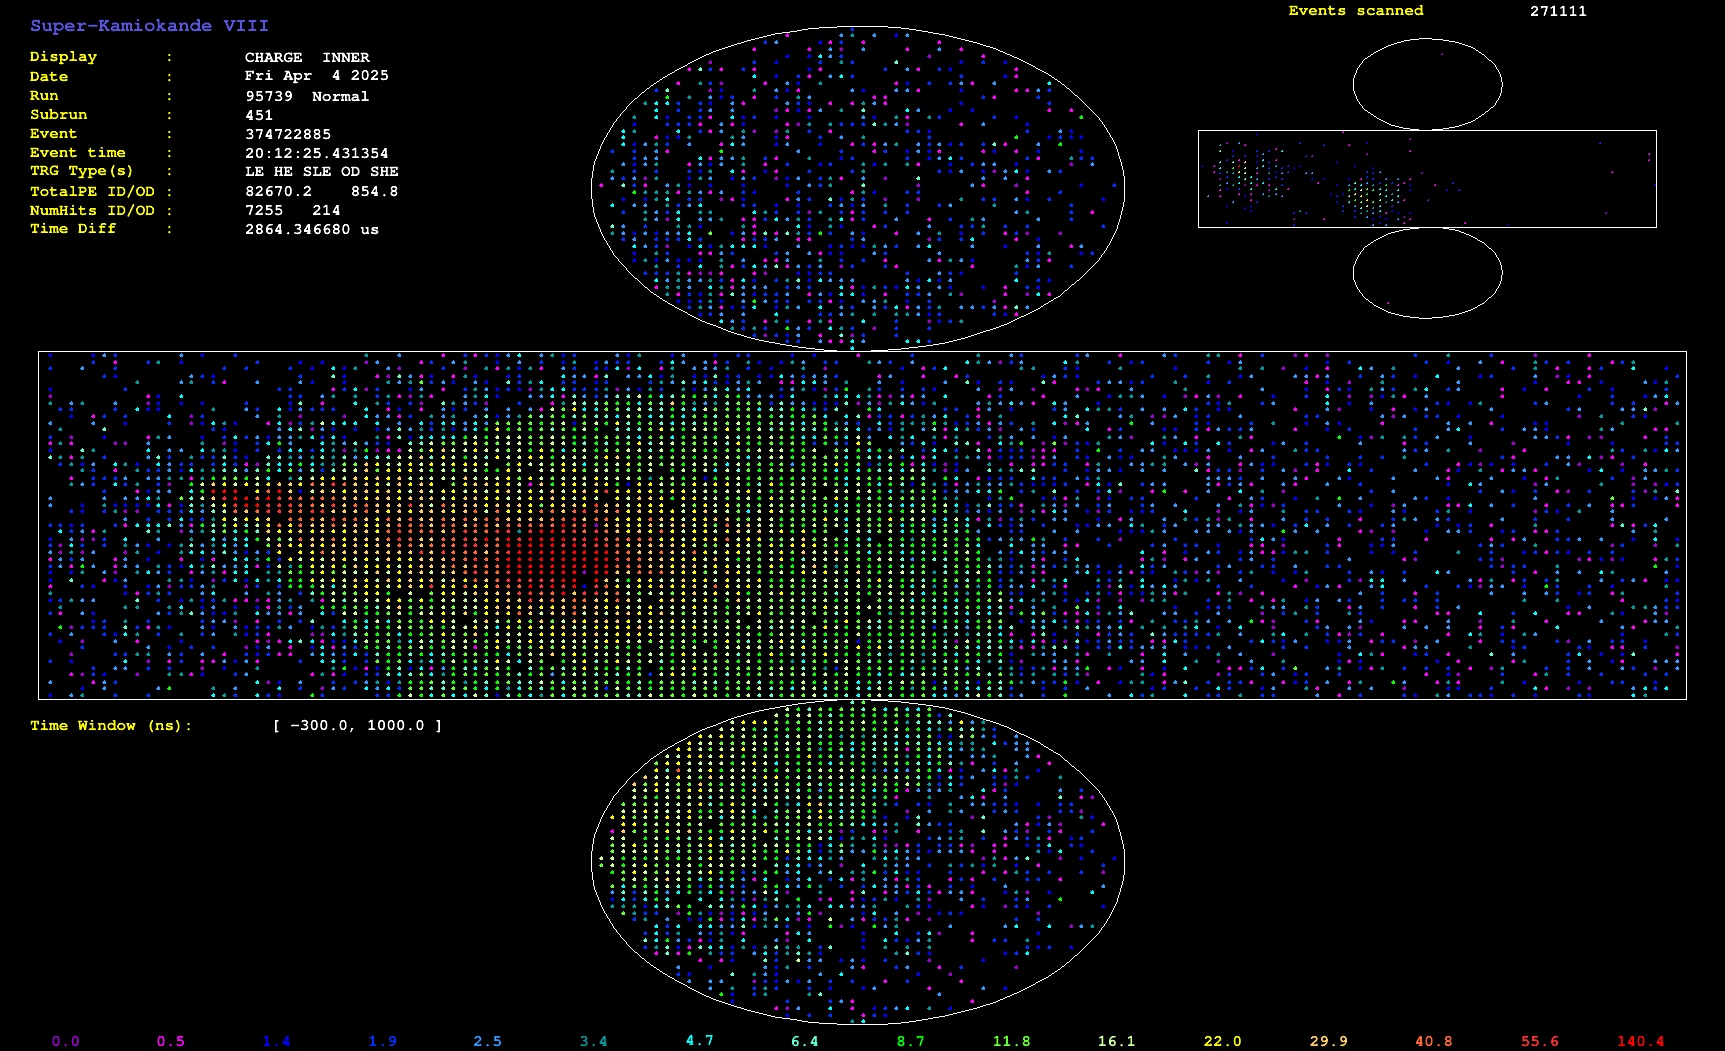 Super-Kamiokande VIII
Display : CHARGE INNER
Date : Fri Apr 4 2025
Run : 95739 Normal
Subrun : 451
Event : 374722885
Event time : 20:12:25.431354
TRG Type(s) : LE HE SLE OD SHE
TotalPE ID/OD : 82670.2 854.8
NumHits ID/OD : 7255 214
Time Diff : 2864.346680 us
Events scanned 271111
Time Window (ns): [ -300.0, 1000.0 ]
0.0 0.5 1.4 1.9 2.5 3.4 4.7 6.4 8.7 11.8 16.1 22.0 29.9 40.8 55.6 140.4